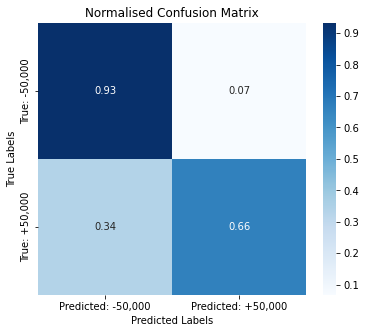 Normalised Confusion Matrix
True Labels
True: -50,000
0.93
0.07
True: +50,000
0.34
0.66
Predicted: -50,000
Predicted: +50,000
Predicted Labels
0.9
0.8
0.7
0.6
0.5
0.4
0.3
0.2
0.1